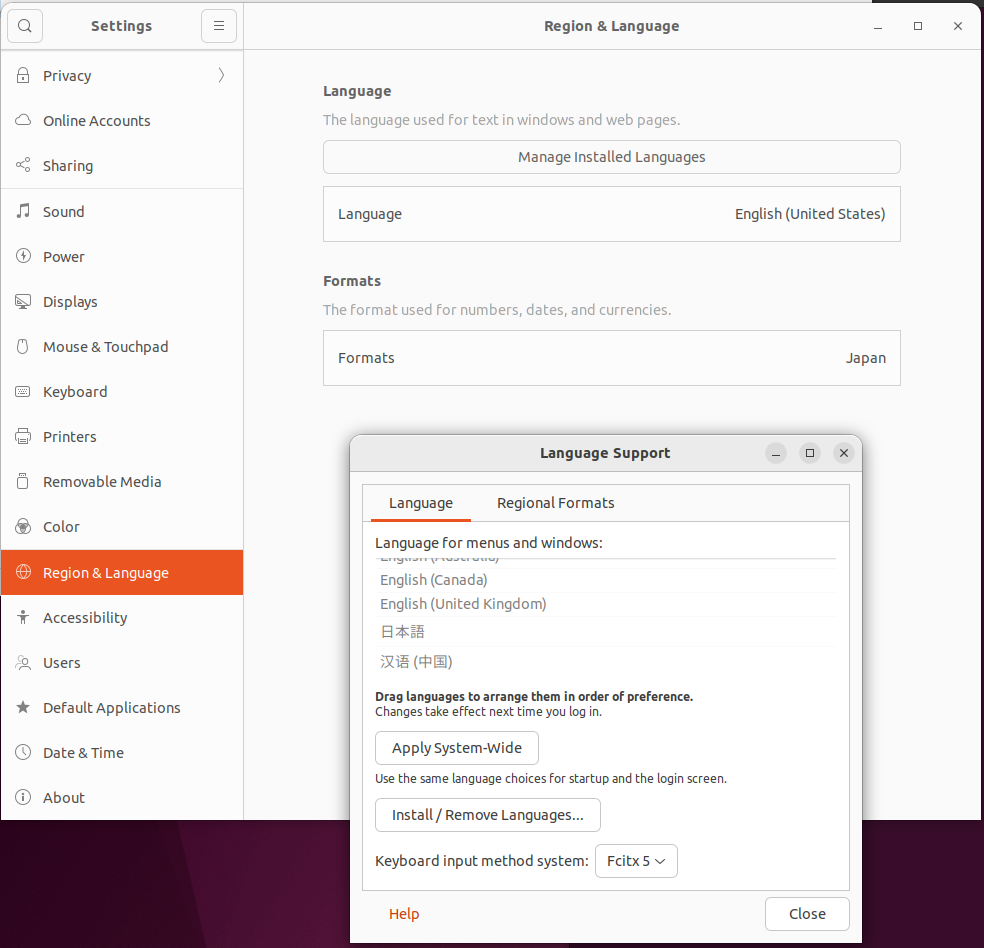 Settings
Region & Language
Privacy
Online Accounts
Sharing
Sound
Power
Displays
Mouse & Touchpad
Keyboard
Printers
Removable Media
Color
Region & Language
Accessibility
Users
Default Applications
Date & Time
About
Language
The language used for text in windows and web pages.
Manage Installed Languages
Language English (United States)
Formats
The format used for numbers, dates, and currencies.
Formats Japan
Language Support
Language Regional Formats
Language for menus and windows:
English (Australia)
English (Canada)
English (United Kingdom)
日本語
汉语 (中国)
Drag languages to arrange them in order of preference.
Changes take effect next time you log in.
Apply System-Wide
Use the same language choices for startup and the login screen.
Install / Remove Languages...
Keyboard input method system: Fcitx 5
Help Close